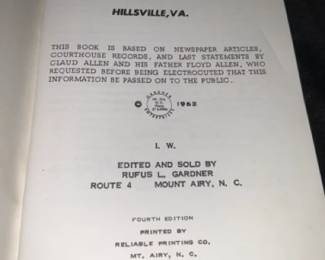 HILLSVILLE, VA.
THIS BOOK IS BASED ON NEWSPAPER ARTICLES,
COURTHOUSE RECORDS, AND LAST STATEMENTS BY
CLAUD ALLEN AND HIS FATHER FLOYD ALLEN, WHO
REQUESTED BEFORE BEING ELECTROCUTED THAT THIS
INFORMATION BE PASSED ON TO THE PUBLIC.
© 1962
I. W.
EDITED AND SOLD BY
RUFUS L. GARDNER
ROUTE 4 MOUNT AIRY, N. C.
FOURTH EDITION
PRINTED BY
RELIABLE PRINTING CO.
MT. AIRY, N. C.